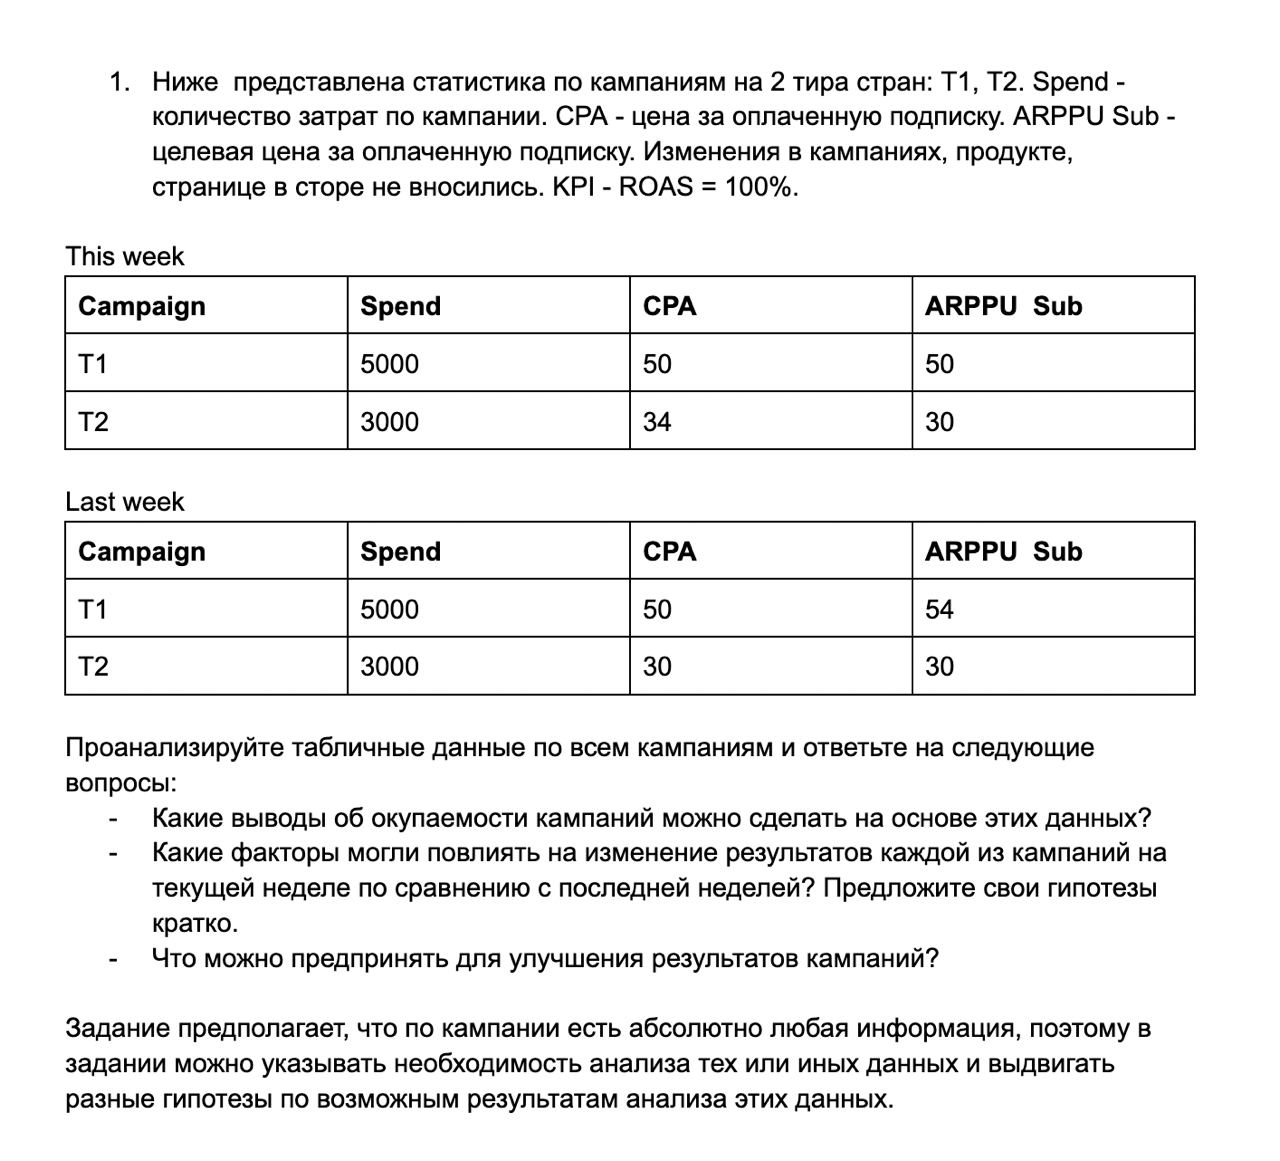 1. Ниже представлена статистика по кампаниям на 2 тира стран: T1, T2. Spend -
количество затрат по кампании. CPA - цена за оплаченную подписку. ARPPU Sub -
целевая цена за оплаченную подписку. Изменения в кампаниях, продукте,
странице в сторе не вносились. KPI - ROAS = 100%.
This week
Campaign Spend CPA ARPPU Sub
T1 5000 50 50
T2 3000 34 30
Last week
Campaign Spend CPA ARPPU Sub
T1 5000 50 54
T2 3000 30 30
Проанализируйте табличные данные по всем кампаниям и ответьте на следующие
вопросы:
- Какие выводы об окупаемости кампаний можно сделать на основе этих данных?
- Какие факторы могли повлиять на изменение результатов каждой из кампаний на
текущей неделе по сравнению с последней неделей? Предложите свои гипотезы
кратко.
- Что можно предпринять для улучшения результатов кампаний?
Задание предполагает, что по кампании есть абсолютно любая информация, поэтому в
задании можно указывать необходимость анализа тех или иных данных и выдвигать
разные гипотезы по возможным результатам анализа этих данных.